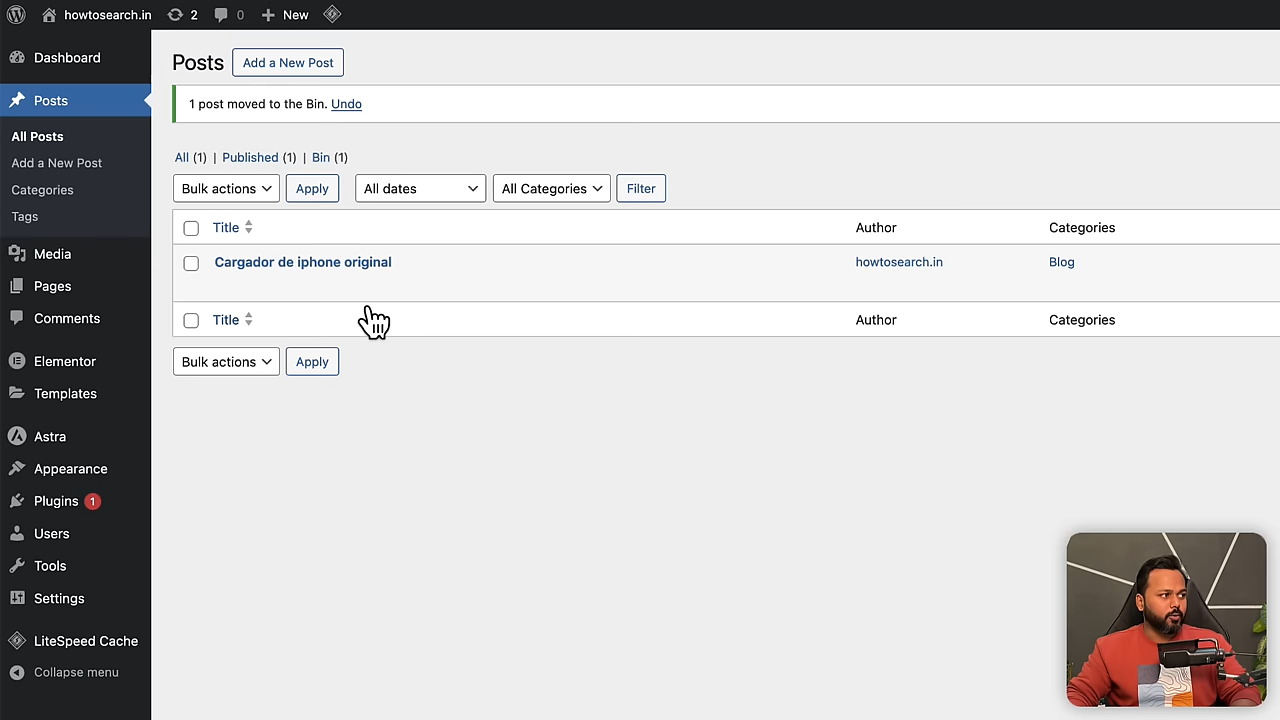 howtosearch.in 2 0 New
Dashboard
Posts
All Posts
Add a New Post
Categories
Tags
Media
Pages
Comments
Elementor
Templates
Astra
Appearance
Plugins 1
Users
Tools
Settings
LiteSpeed Cache
Collapse menu
Posts Add a New Post
1 post moved to the Bin. Undo
All (1) | Published (1) | Bin (1)
Bulk actions Apply All dates All Categories Filter
Title Author Categories
Cargador de iphone original howtosearch.in Blog
Title Author Categories
Bulk actions Apply